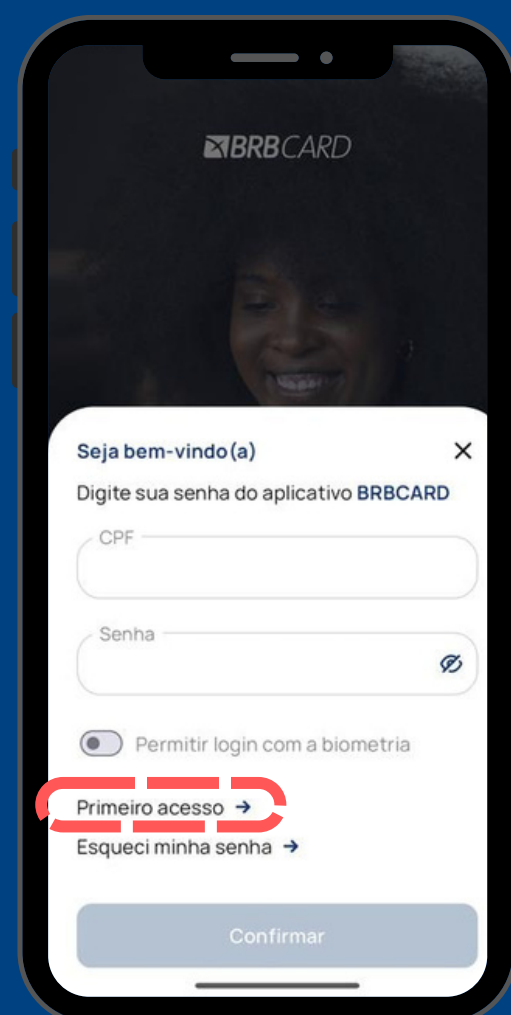 BRBCARD
Seja bem-vindo(a)
Digite sua senha do aplicativo BRBCARD
CPF
Senha
Permitir login com a biometria
Primeiro acesso →
Esqueci minha senha →
Confirmar